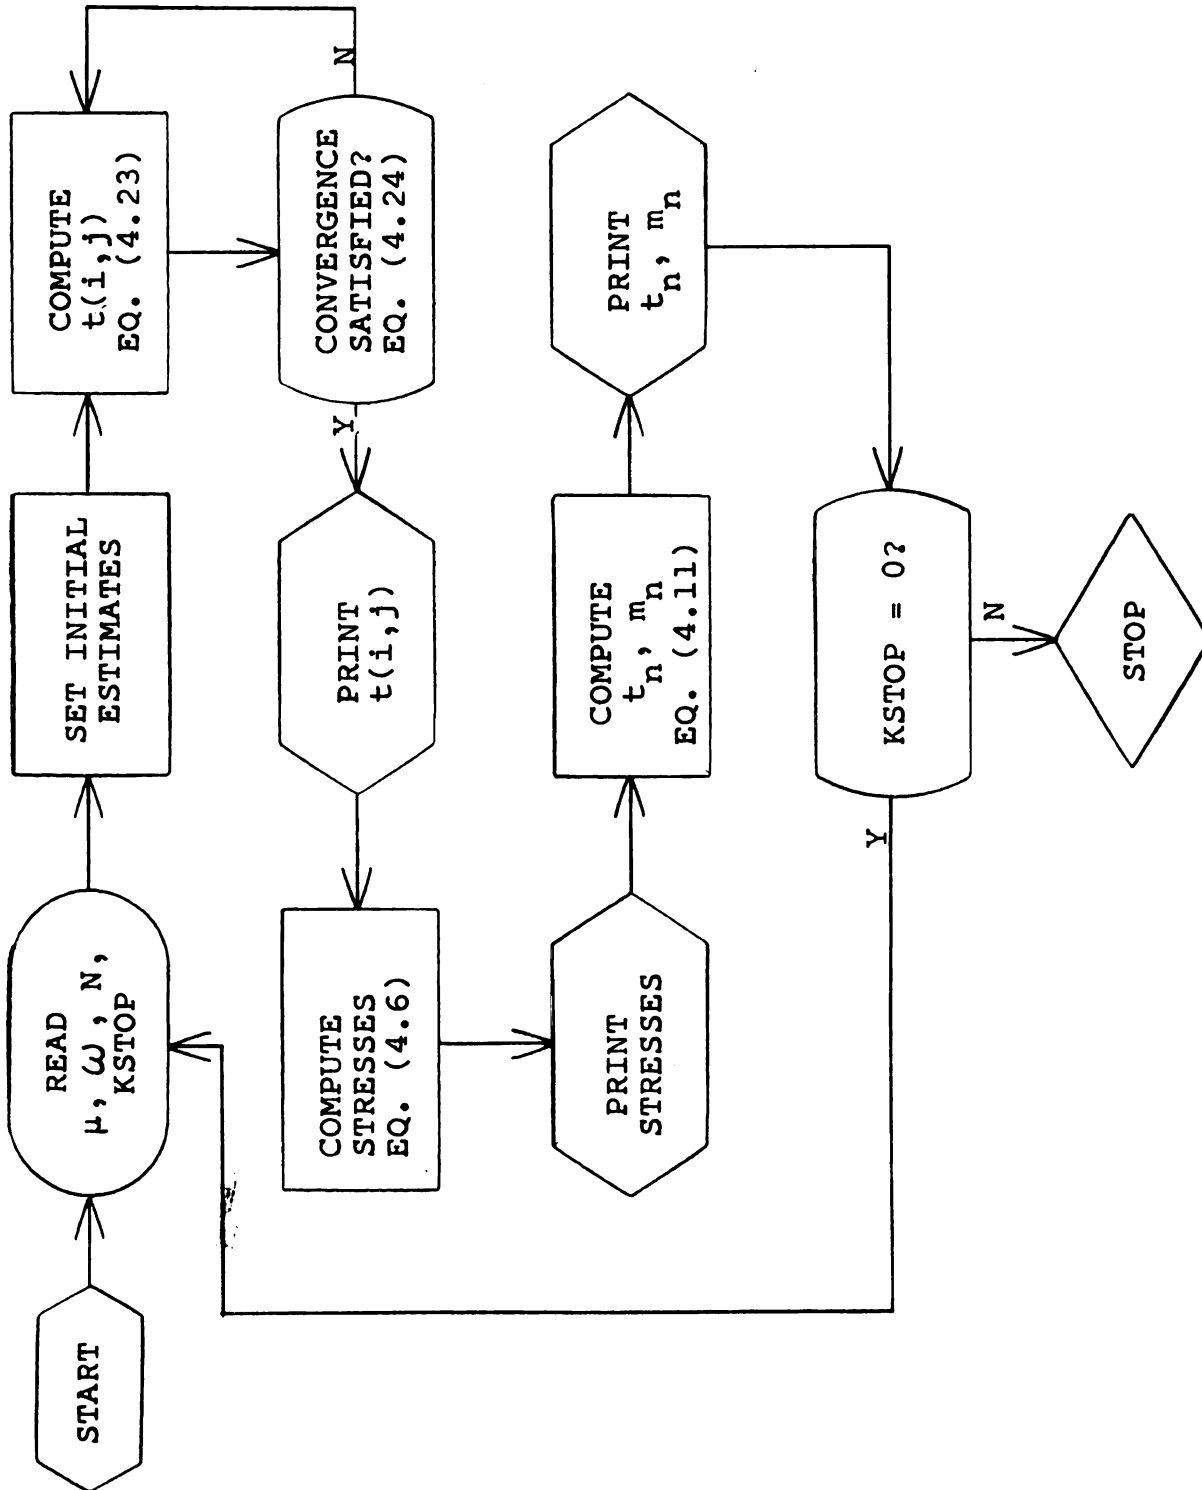 START
READ
μ, ω, N,
KSTOP
SET INITIAL
ESTIMATES
COMPUTE
t(i,j)
EQ. (4.23)
CONVERGENCE
SATISFIED?
EQ. (4.24)
N
Y
PRINT
t(i,j)
COMPUTE
STRESSES
EQ. (4.6)
PRINT
STRESSES
COMPUTE
tn, mn
EQ. (4.11)
PRINT
tn, mn
KSTOP = 0?
Y
N
STOP